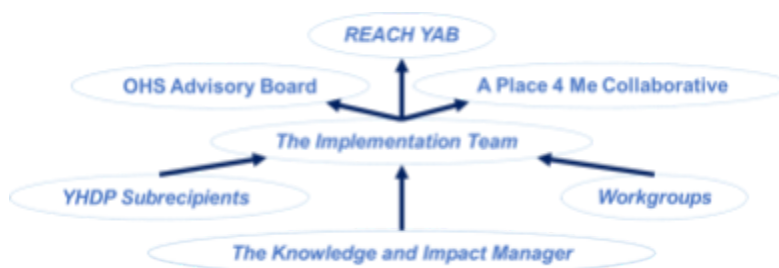 REACH YAB
OHS Advisory Board
A Place 4 Me Collaborative
The Implementation Team
YHDP Subrecipients
Workgroups
The Knowledge and Impact Manager